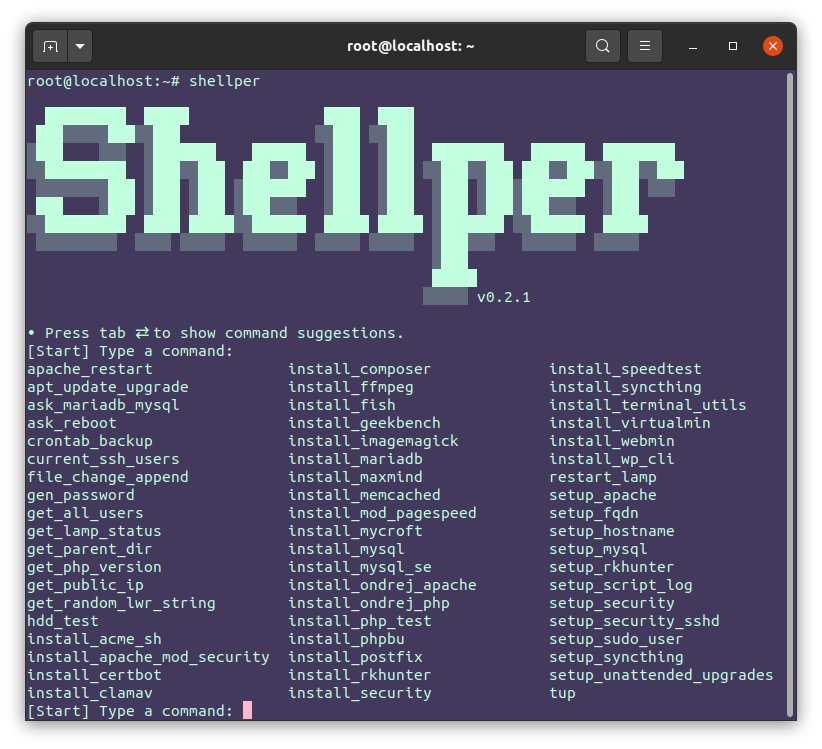 root@localhost: ~
root@localhost:~# shellper
Shellper
v0.2.1
• Press tab ⇄ to show command suggestions.
[Start] Type a command:
apache_restart install_composer install_speedtest
apt_update_upgrade install_ffmpeg install_syncthing
ask_mariadb_mysql install_fish install_terminal_utils
ask_reboot install_geekbench install_virtualmin
crontab_backup install_imagemagick install_webmin
current_ssh_users install_mariadb install_wp_cli
file_change_append install_maxmind restart_lamp
gen_password install_memcached setup_apache
get_all_users install_mod_pagespeed setup_fqdn
get_lamp_status install_mycroft setup_hostname
get_parent_dir install_mysql setup_mysql
get_php_version install_mysql_se setup_rkhunter
get_public_ip install_ondrej_apache setup_script_log
get_random_lwr_string install_ondrej_php setup_security
hdd_test install_php_test setup_security_sshd
install_acme_sh install_phpbu setup_sudo_user
install_apache_mod_security install_postfix setup_syncthing
install_certbot install_rkhunter setup_unattended_upgrades
install_clamav install_security tup
[Start] Type a command: